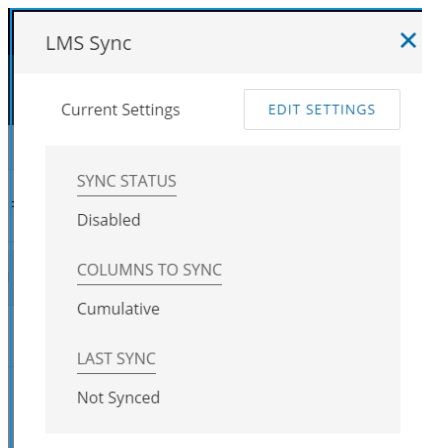 LMS Sync
Current Settings
EDIT SETTINGS
SYNC STATUS
Disabled
COLUMNS TO SYNC
Cumulative
LAST SYNC
Not Synced